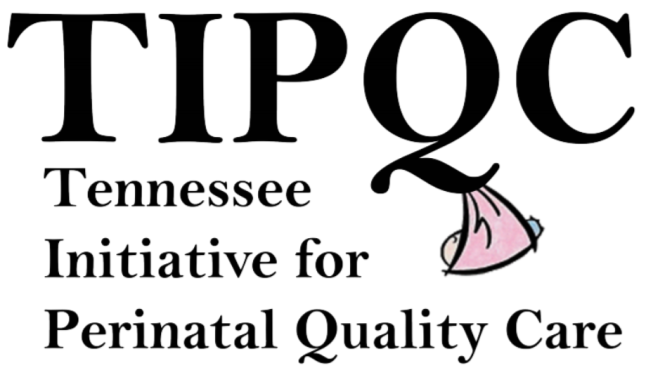 TIPQC
Tennessee
Initiative for
Perinatal Quality Care